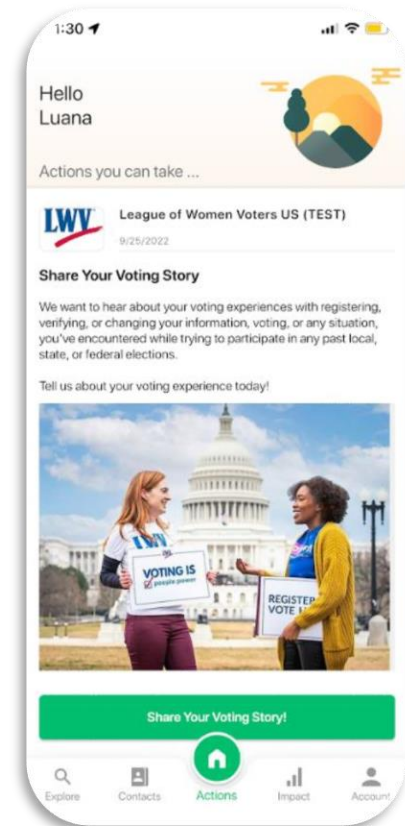 1:30
Hello
Luana
Actions you can take ...
LWV
League of Women Voters US (TEST)
9/25/2022
Share Your Voting Story
We want to hear about your voting experiences with registering,
verifying, or changing your information, voting, or any situation,
you've encountered while trying to participate in any past local,
state, or federal elections.
Tell us about your voting experience today!
LWV
VOTING IS
people power
REGISTER
VOTE
Share Your Voting Story!
Explore
Contacts
Actions
Impact
Account